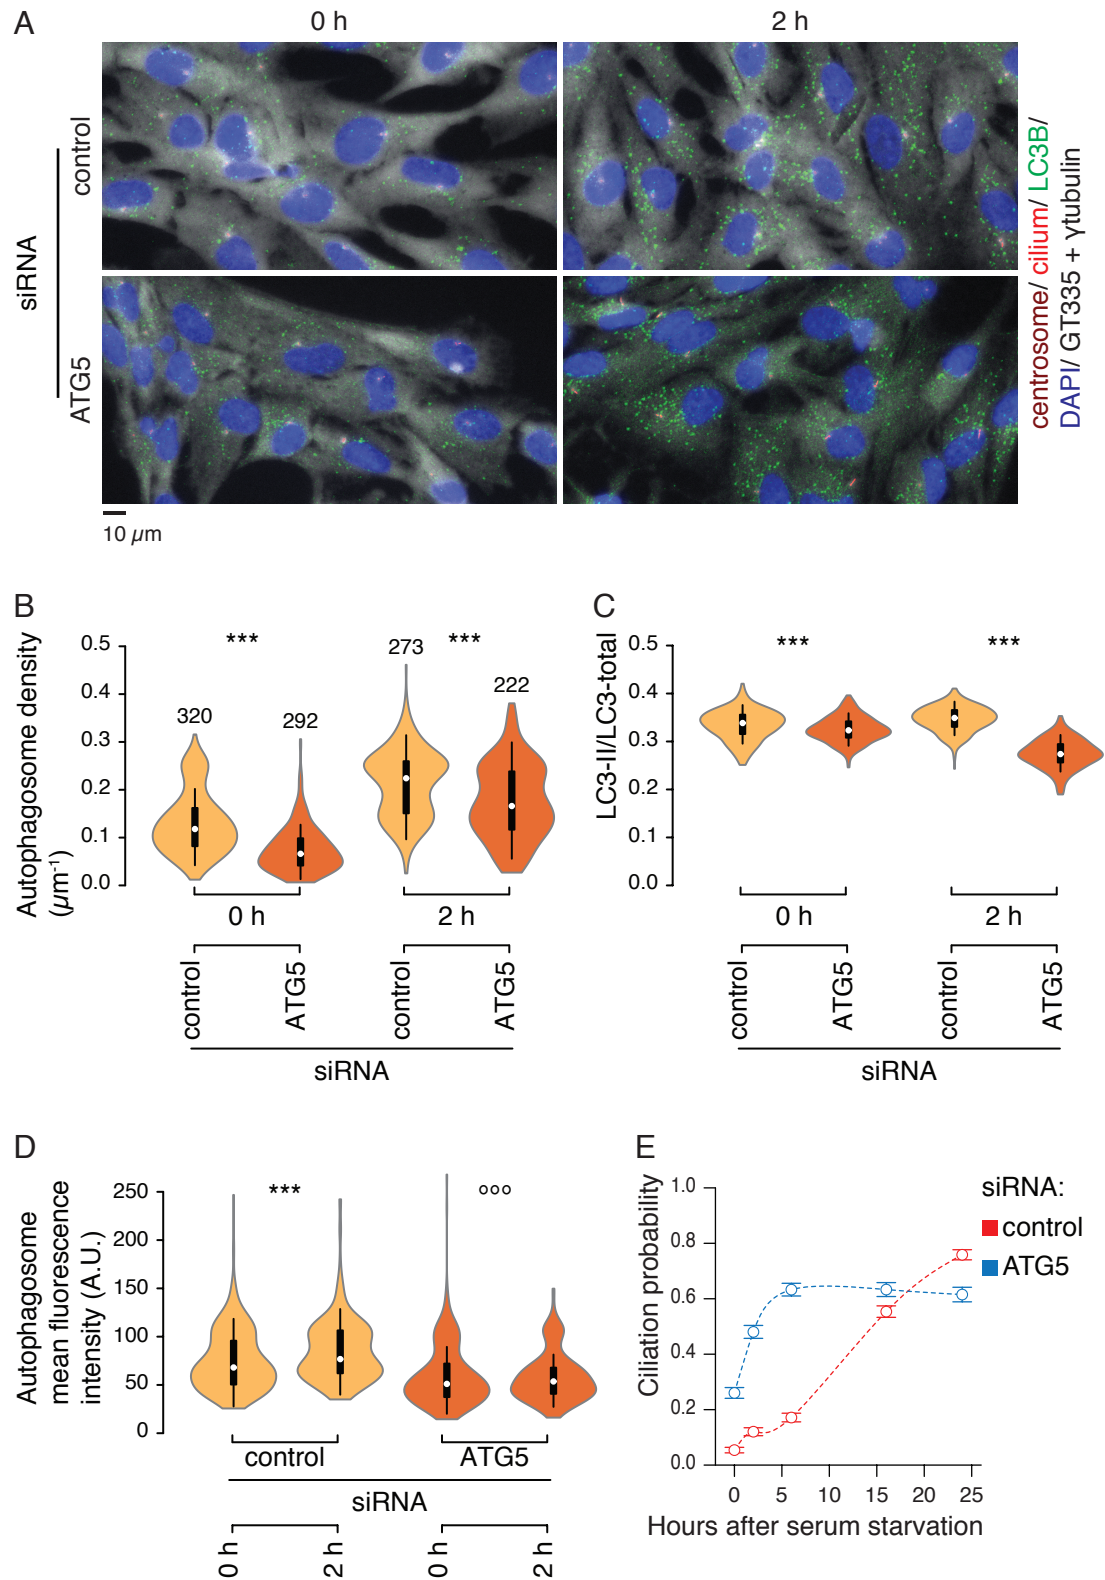 A
0 h
2 h
siRNA
control
ATG5
centrosome/ cilium/ LC3B/
DAPI/ GT335 + γtubulin
10 µm
B
Autophagosome density
(µm⁻¹)
0.5
0.4
0.3
0.2
0.1
0.0
***
***
320
292
273
222
0 h
2 h
control
ATG5
control
ATG5
siRNA
C
LC3-II/LC3-total
0.5
0.4
0.3
0.2
0.1
0.0
***
***
0 h
2 h
control
ATG5
control
ATG5
siRNA
D
Autophagosome
mean fluorescence
intensity (A.U.)
250
200
150
100
50
0
***
°°°
control
ATG5
siRNA
0 h
2 h
0 h
2 h
E
Ciliation probability
1.0
0.8
0.6
0.4
0.2
0.0
0 5 10 15 20 25
Hours after serum starvation
siRNA:
control
ATG5